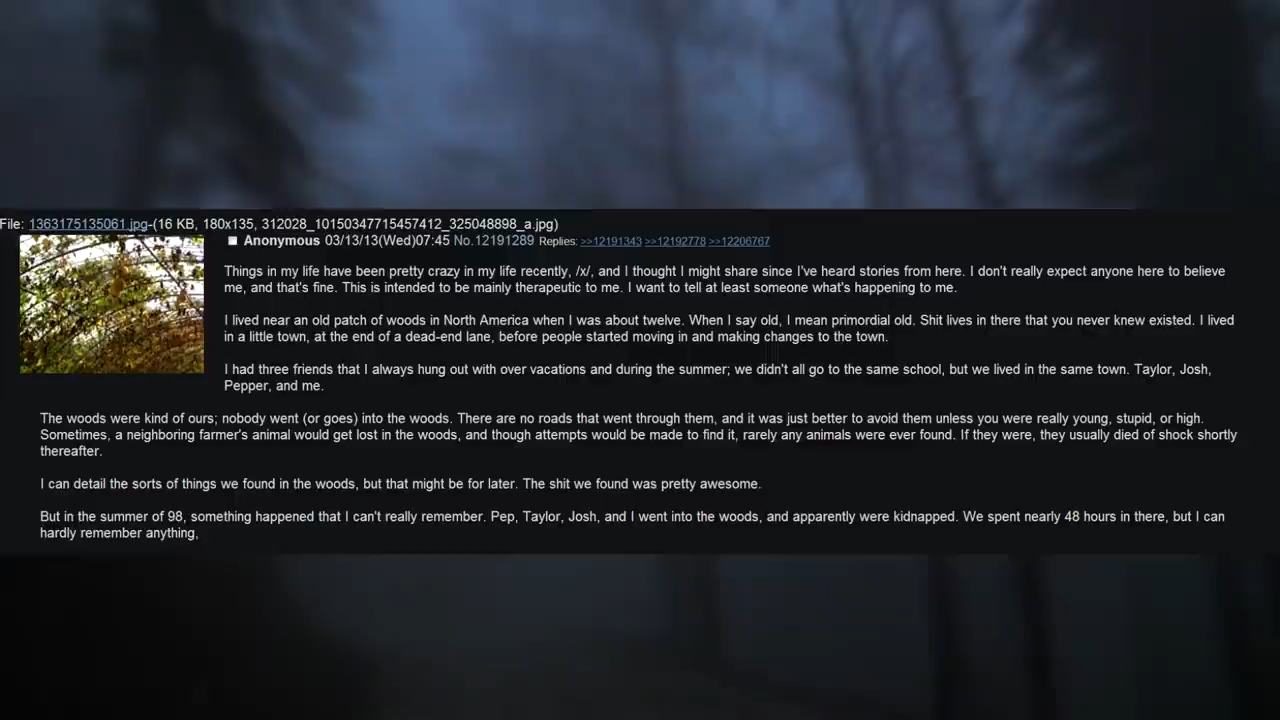 File: 1363175135061.jpg-(16 KB, 180x135, 312028_10150347715457412_325048898_a.jpg)
Anonymous 03/13/13(Wed)07:45 No.12191289 Replies: >>12191343 >>12192778 >>12206767
Things in my life have been pretty crazy in my life recently, /x/, and I thought I might share since I've heard stories from here. I don't really expect anyone here to believe
me, and that's fine. This is intended to be mainly therapeutic to me. I want to tell at least someone what's happening to me.
I lived near an old patch of woods in North America when I was about twelve. When I say old, I mean primordial old. Shit lives in there that you never knew existed. I lived
in a little town, at the end of a dead-end lane, before people started moving in and making changes to the town.
I had three friends that I always hung out with over vacations and during the summer; we didn't all go to the same school, but we lived in the same town. Taylor, Josh,
Pepper, and me.
The woods were kind of ours; nobody went (or goes) into the woods. There are no roads that went through them, and it was just better to avoid them unless you were really young, stupid, or high.
Sometimes, a neighboring farmer's animal would get lost in the woods, and though attempts would be made to find it, rarely any animals were ever found. If they were, they usually died of shock shortly
thereafter.
I can detail the sorts of things we found in the woods, but that might be for later. The shit we found was pretty awesome.
But in the summer of 98, something happened that I can't really remember. Pep, Taylor, Josh, and I went into the woods, and apparently were kidnapped. We spent nearly 48 hours in there, but I can
hardly remember anything,